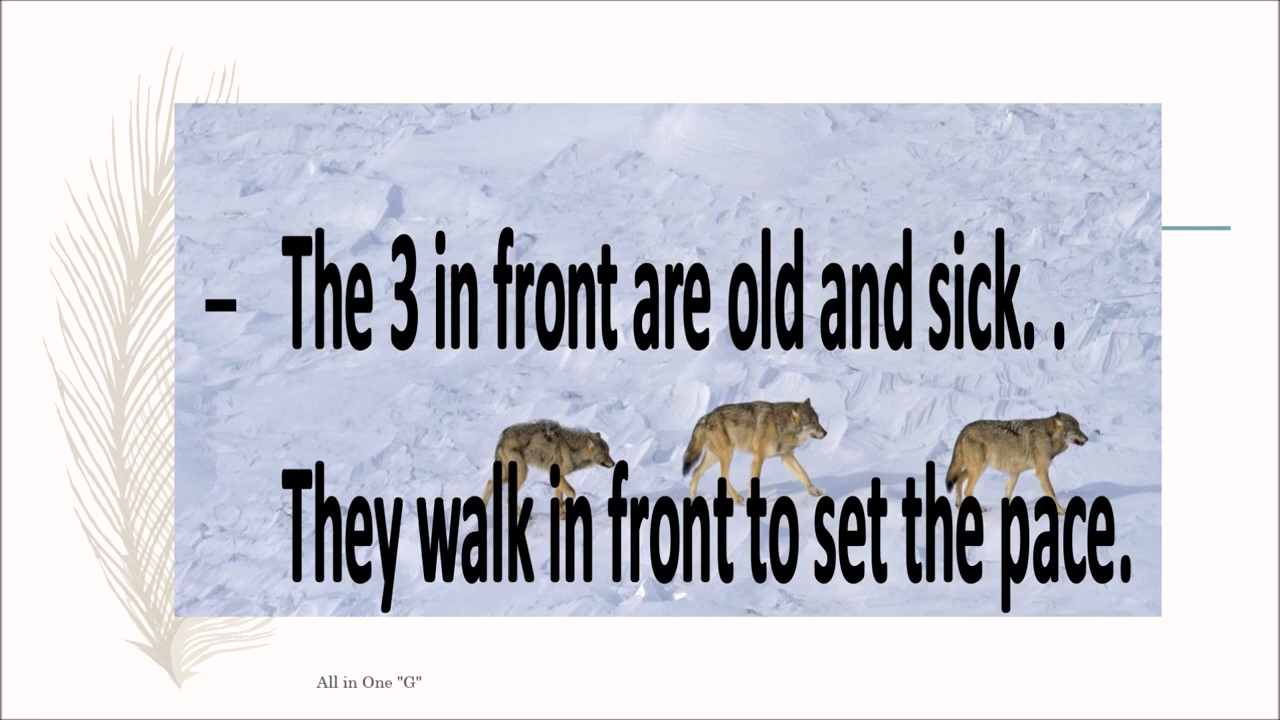 – The 3 in front are old and sick. .
They walk in front to set the pace.
All in One "G"